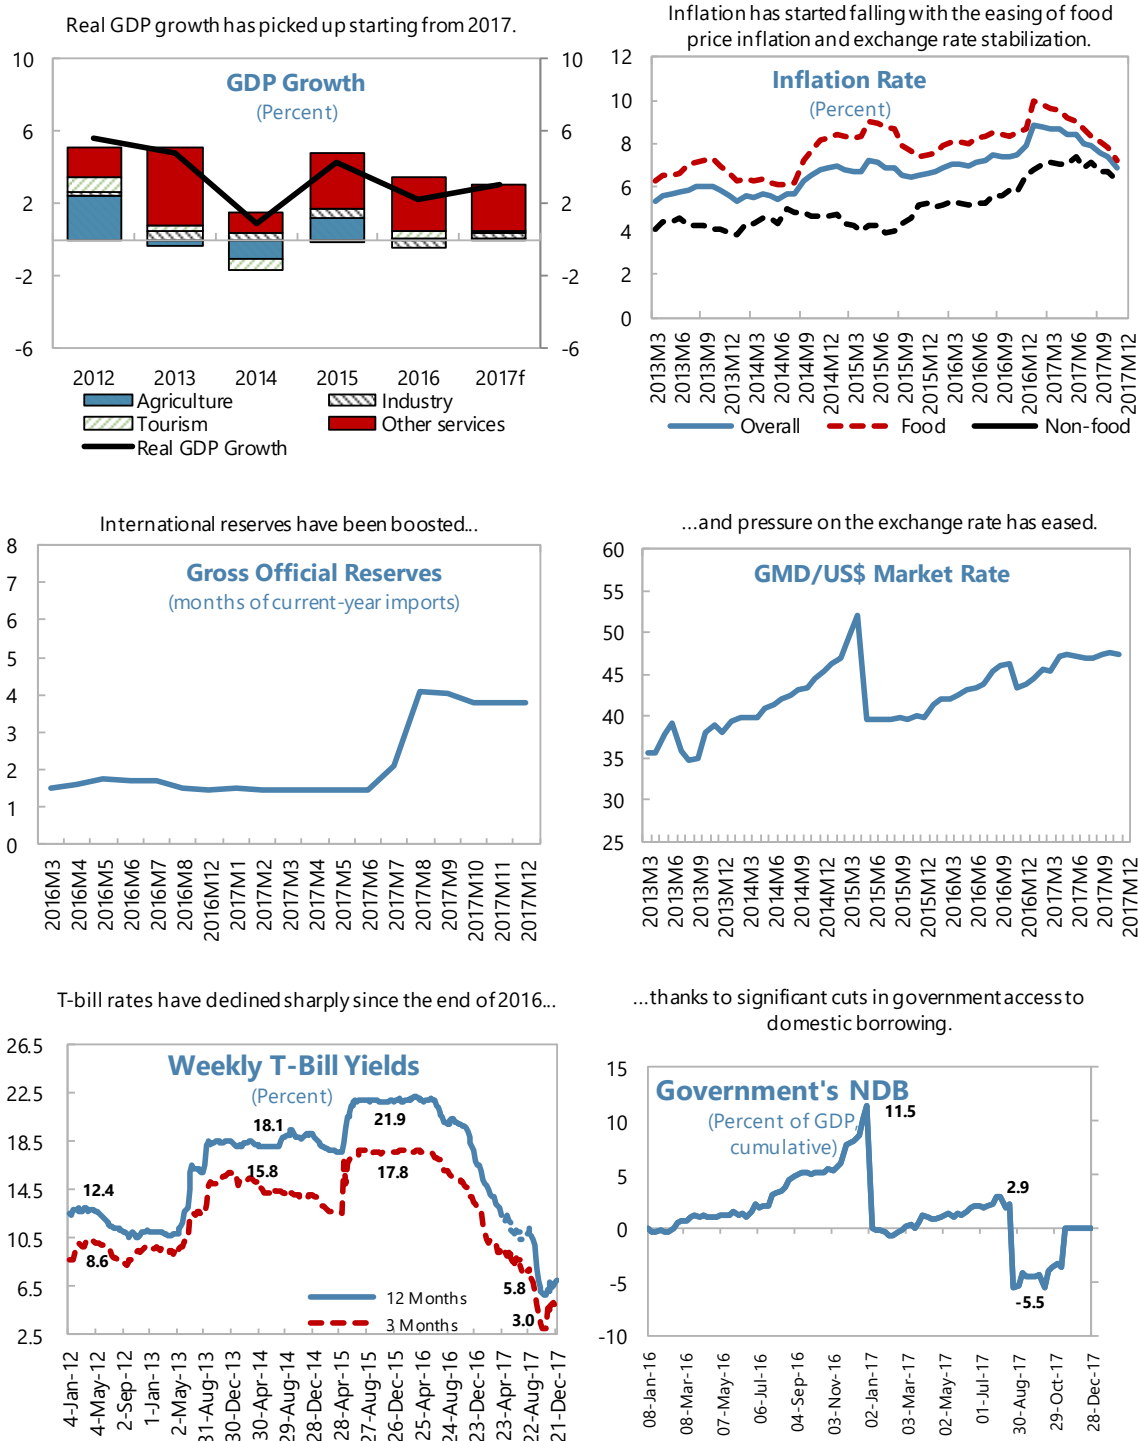 Real GDP growth has picked up starting from 2017.
GDP Growth
(Percent)
10
6
2
-2
-6
10
6
2
-2
-6
2012 2013 2014 2015 2016 2017f
Agriculture Industry
Tourism Other services
Real GDP Growth
Inflation has started falling with the easing of food
price inflation and exchange rate stabilization.
Inflation Rate
(Percent)
12
10
8
6
4
2
0
2013M3
2013M6
2013M9
2013M12
2014M3
2014M6
2014M9
2014M12
2015M3
2015M6
2015M9
2015M12
2016M3
2016M6
2016M9
2016M12
2017M3
2017M6
2017M9
2017M12
Overall Food Non-food
International reserves have been boosted...
Gross Official Reserves
(months of current-year imports)
8
7
6
5
4
3
2
1
0
2016M3
2016M4
2016M5
2016M6
2016M7
2016M8
2016M12
2017M1
2017M2
2017M3
2017M4
2017M5
2017M6
2017M7
2017M8
2017M9
2017M10
2017M11
2017M12
...and pressure on the exchange rate has eased.
GMD/US$ Market Rate
60
55
50
45
40
35
30
25
2013M3
2013M6
2013M9
2013M12
2014M3
2014M6
2014M9
2014M12
2015M3
2015M6
2015M9
2015M12
2016M3
2016M6
2016M9
2016M12
2017M3
2017M6
2017M9
2017M12
T-bill rates have declined sharply since the end of 2016...
Weekly T-Bill Yields
(Percent)
26.5
22.5
18.5
14.5
10.5
6.5
2.5
12.4
8.6
18.1
15.8
21.9
17.8
5.8
3.0
12 Months
3 Months
4-Jan-12
4-May-12
2-Sep-12
1-Jan-13
2-May-13
31-Aug-13
30-Dec-13
30-Apr-14
29-Aug-14
28-Dec-14
28-Apr-15
27-Aug-15
26-Dec-15
25-Apr-16
24-Aug-16
23-Dec-16
23-Apr-17
22-Aug-17
21-Dec-17
...thanks to significant cuts in government access to
domestic borrowing.
Government's NDB
(Percent of GDP,
cumulative)
15
10
5
0
-5
-10
11.5
2.9
-5.5
08-Jan-16
08-Mar-16
07-May-16
06-Jul-16
04-Sep-16
03-Nov-16
02-Jan-17
03-Mar-17
02-May-17
01-Jul-17
30-Aug-17
29-Oct-17
28-Dec-17